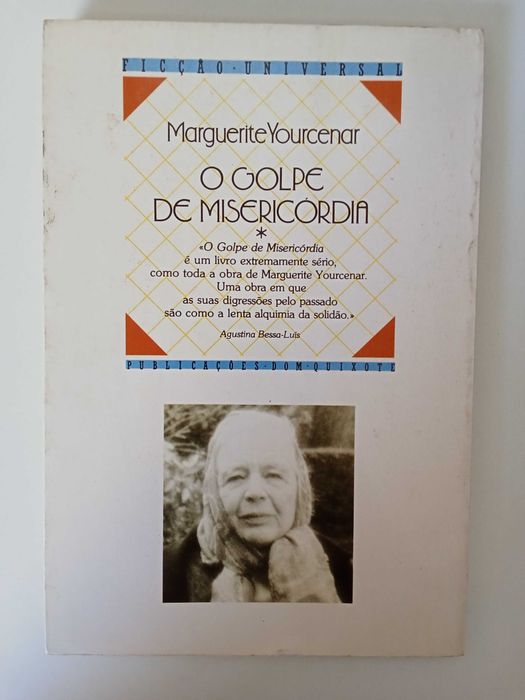 FICÇÃO·UNIVERSAL
Marguerite Yourcenar
O GOLPE
DE MISERICÓRDIA
*
«O Golpe de Misericórdia
é um livro extremamente sério,
como toda a obra de Marguerite Yourcenar.
Uma obra em que
as suas digressões pelo passado
são como a lenta alquimia da solidão.»
Agustina Bessa-Luís
PUBLICAÇÕES·DOM·QUIXOTE